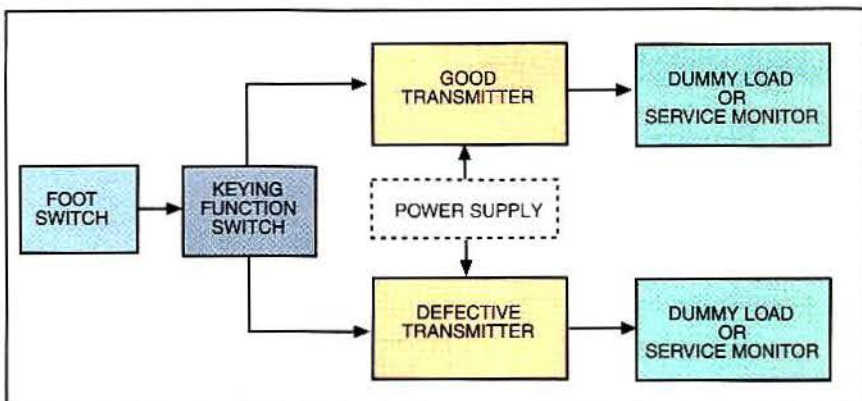 GOOD
TRANSMITTER
DUMMY LOAD
OR
SERVICE MONITOR
FOOT
SWITCH
KEYING
FUNCTION
SWITCH
POWER SUPPLY
DEFECTIVE
TRANSMITTER
DUMMY LOAD
OR
SERVICE MONITOR